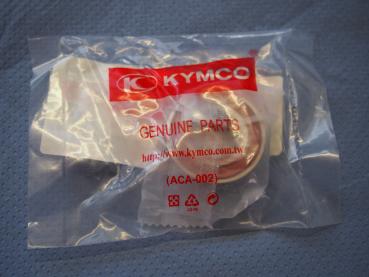 KYMCO
GENUINE PARTS
http://www.kymco.com.tw
(ACA-002)